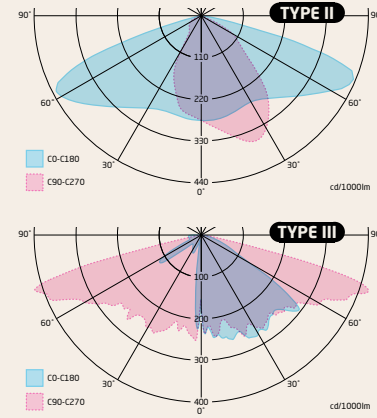 TYPE II
90° 90
110
220
60° 60°
330
C0-C180
30° 30°
C90-C270
440
0°
cd/1000lm
TYPE III
90° 90
100
200
60° 60°
300
C0-C180
30° 30°
C90-C270
400
0°
cd/1000lm